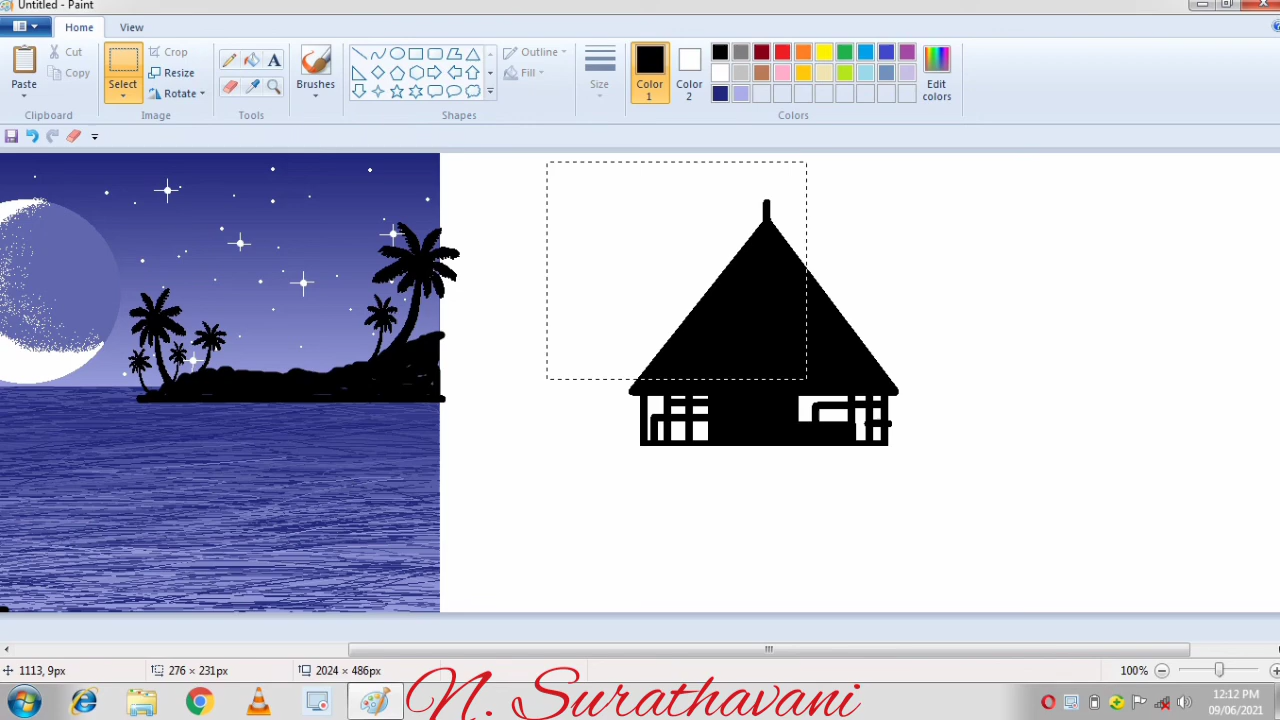 Untitled - Paint
Home View
Paste Cut Copy Select Crop Resize Rotate Brushes Outline Fill Size Color 1 Color 2 Edit colors
Clipboard Image Tools Shapes Colors
1113, 9px 276 × 231px 2024 × 486px 100%
N. Surathavani
12:12 PM
09/06/2021